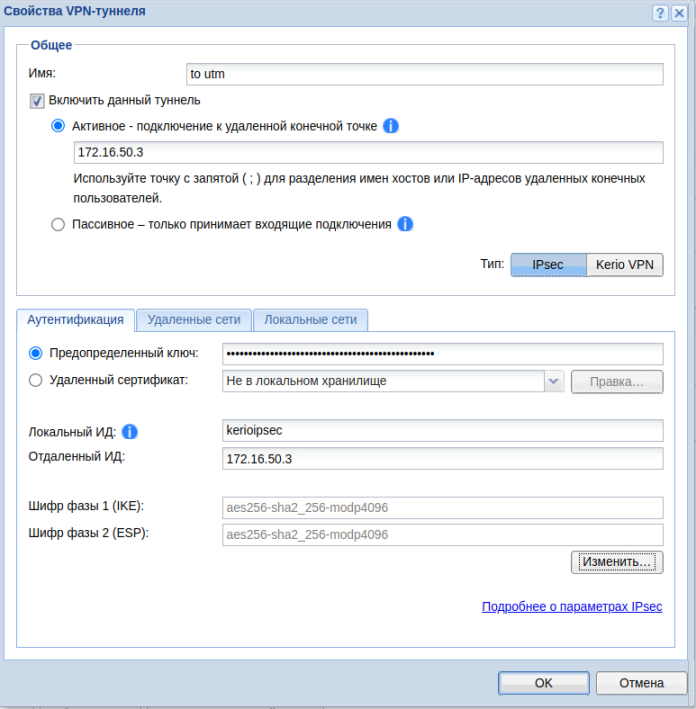 Свойства VPN-туннеля
Общее
Имя:
to utm
Включить данный туннель
Активное - подключение к удаленной конечной точке
172.16.50.3
Используйте точку с запятой ( ; ) для разделения имен хостов или IP-адресов удаленных конечных
пользователей.
Пассивное – только принимает входящие подключения
Тип: IPsec Kerio VPN
Аутентификация Удаленные сети Локальные сети
Предопределенный ключ: ••••••••••••••••••••••••••••••••••••••••••••••••
Удаленный сертификат: Не в локальном хранилище Правка...
Локальный ИД: kerioipsec
Отдаленный ИД: 172.16.50.3
Шифр фазы 1 (IKE): aes256-sha2_256-modp4096
Шифр фазы 2 (ESP): aes256-sha2_256-modp4096
Изменить...
Подробнее о параметрах IPsec
OK Отмена